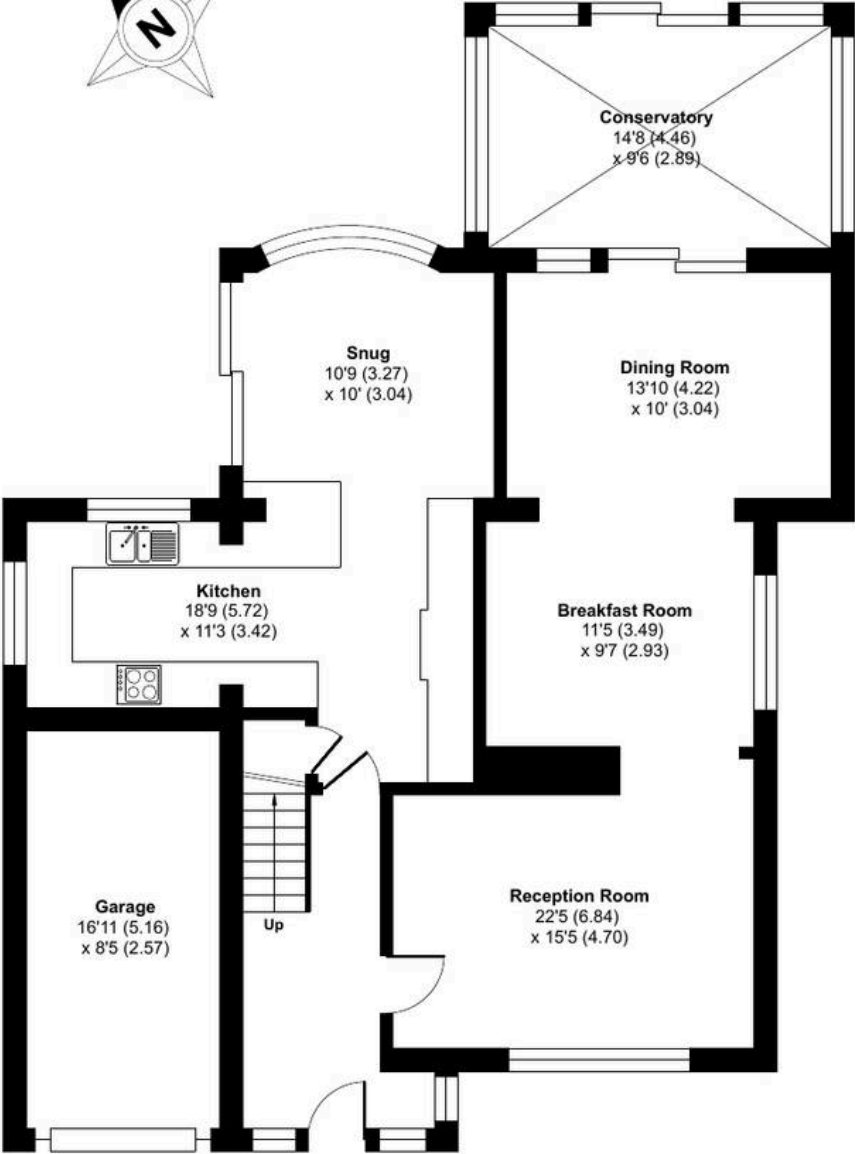 N
Conservatory
14'8 (4.46)
x 9'6 (2.89)
Snug
10'9 (3.27)
x 10' (3.04)
Dining Room
13'10 (4.22)
x 10' (3.04)
Kitchen
18'9 (5.72)
x 11'3 (3.42)
Breakfast Room
11'5 (3.49)
x 9'7 (2.93)
Garage
16'11 (5.16)
x 8'5 (2.57)
Up
Reception Room
22'5 (6.84)
x 15'5 (4.70)